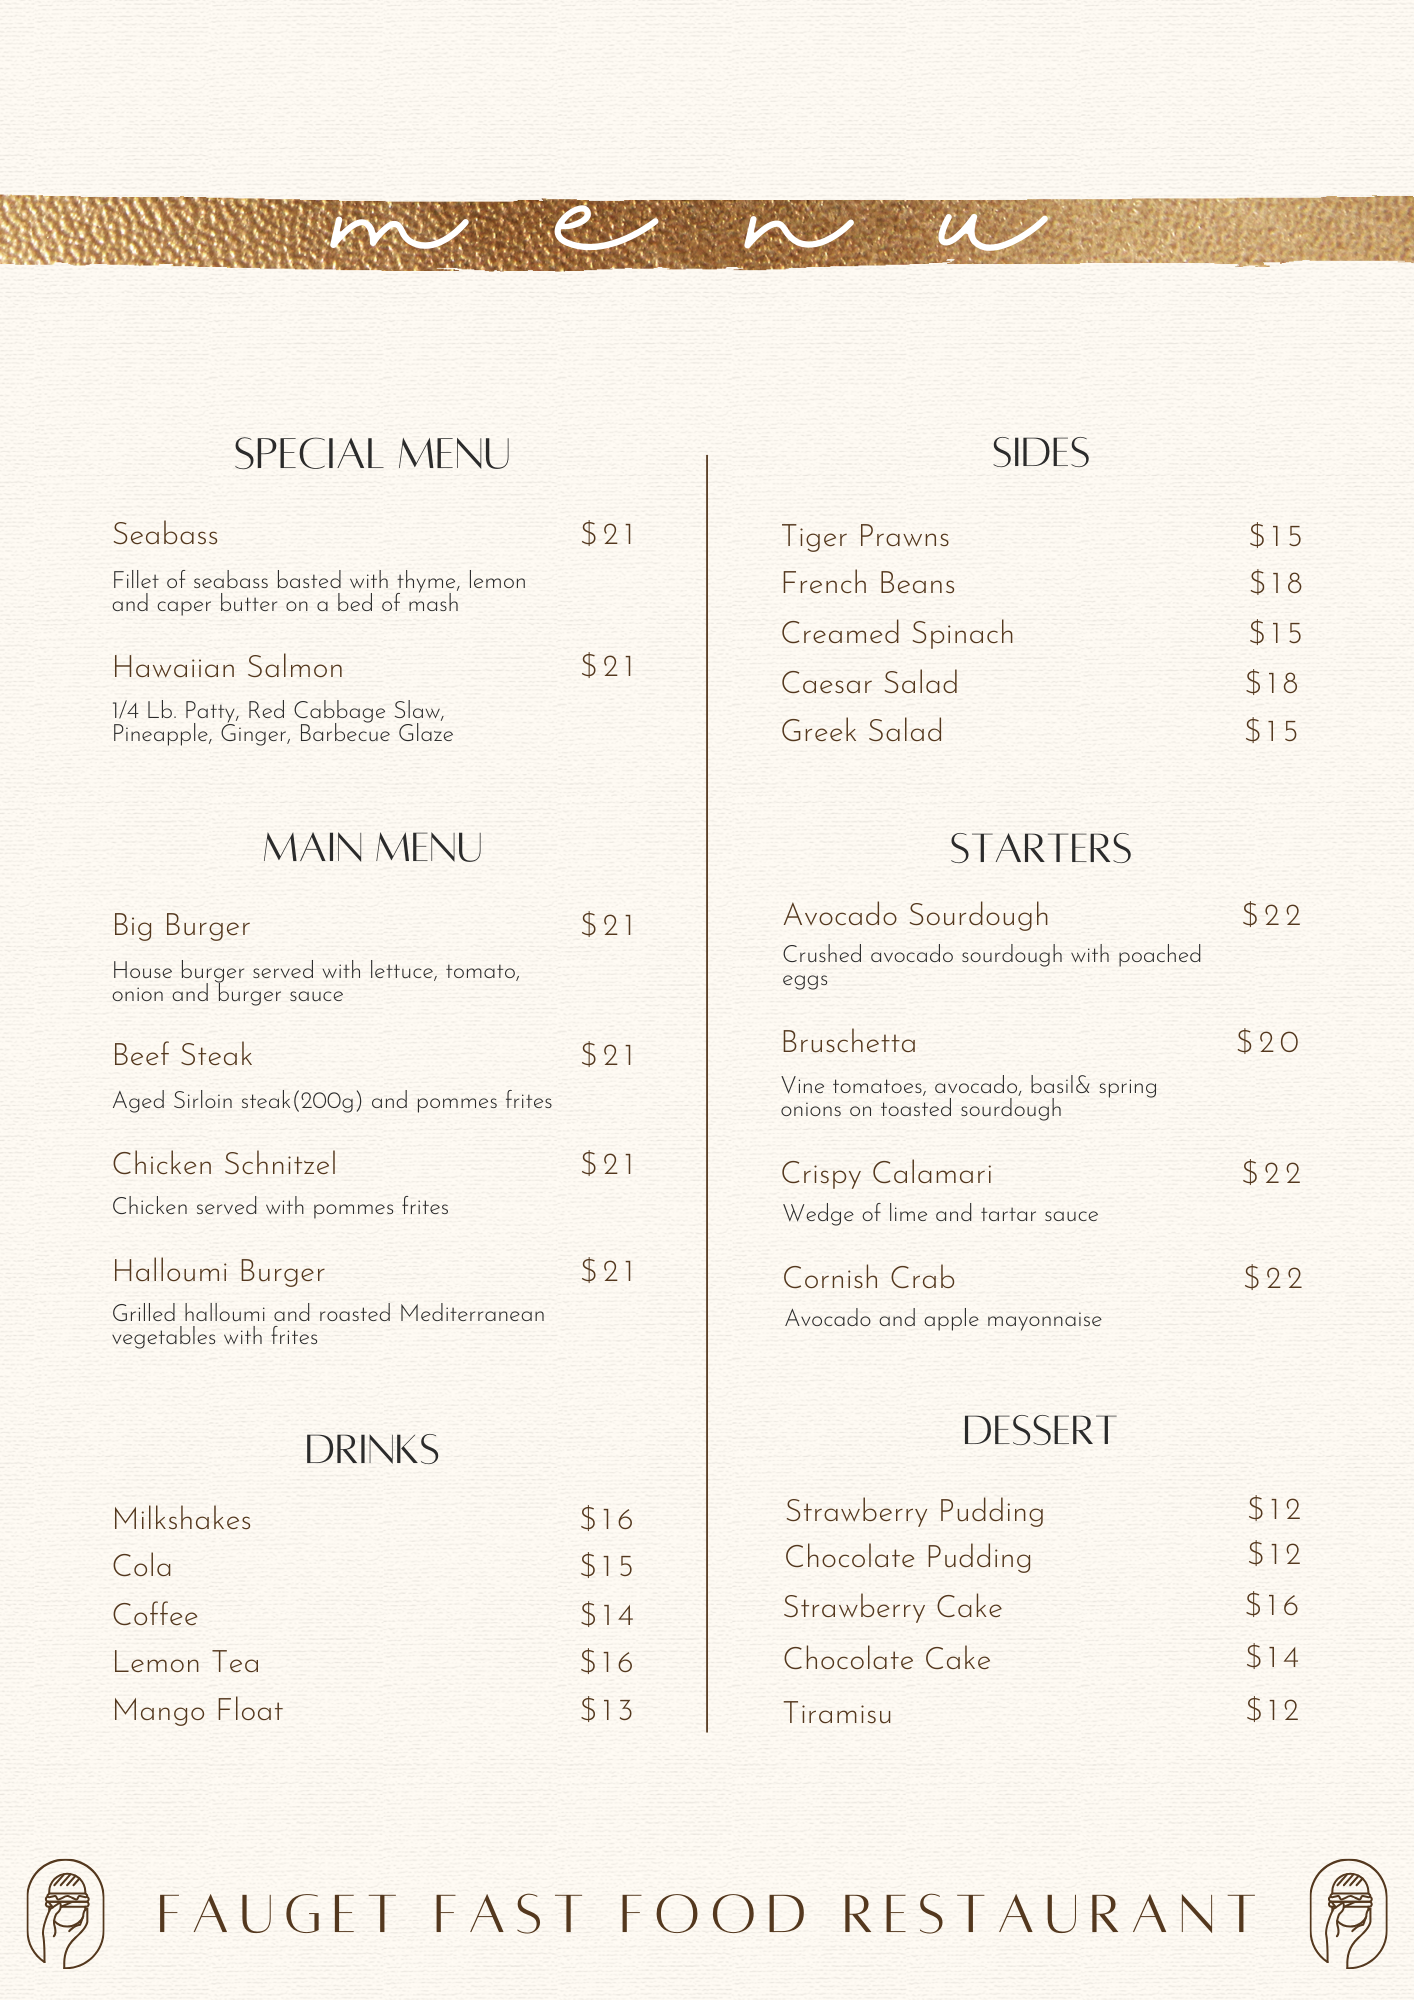 menu
SPECIAL MENU
Seabass $21
Fillet of seabass basted with thyme, lemon
and caper butter on a bed of mash
Hawaiian Salmon $21
1/4 Lb. Patty, Red Cabbage Slaw,
Pineapple, Ginger, Barbecue Glaze
MAIN MENU
Big Burger $21
House burger served with lettuce, tomato,
onion and burger sauce
Beef Steak $21
Aged Sirloin steak(200g) and pommes frites
Chicken Schnitzel $21
Chicken served with pommes frites
Halloumi Burger $21
Grilled halloumi and roasted Mediterranean
vegetables with frites
DRINKS
Milkshakes $16
Cola $15
Coffee $14
Lemon Tea $16
Mango Float $13
SIDES
Tiger Prawns $15
French Beans $18
Creamed Spinach $15
Caesar Salad $18
Greek Salad $15
STARTERS
Avocado Sourdough $22
Crushed avocado sourdough with poached
eggs
Bruschetta $20
Vine tomatoes, avocado, basil& spring
onions on toasted sourdough
Crispy Calamari $22
Wedge of lime and tartar sauce
Cornish Crab $22
Avocado and apple mayonnaise
DESSERT
Strawberry Pudding $12
Chocolate Pudding $12
Strawberry Cake $16
Chocolate Cake $14
Tiramisu $12
FAUGET FAST FOOD RESTAURANT